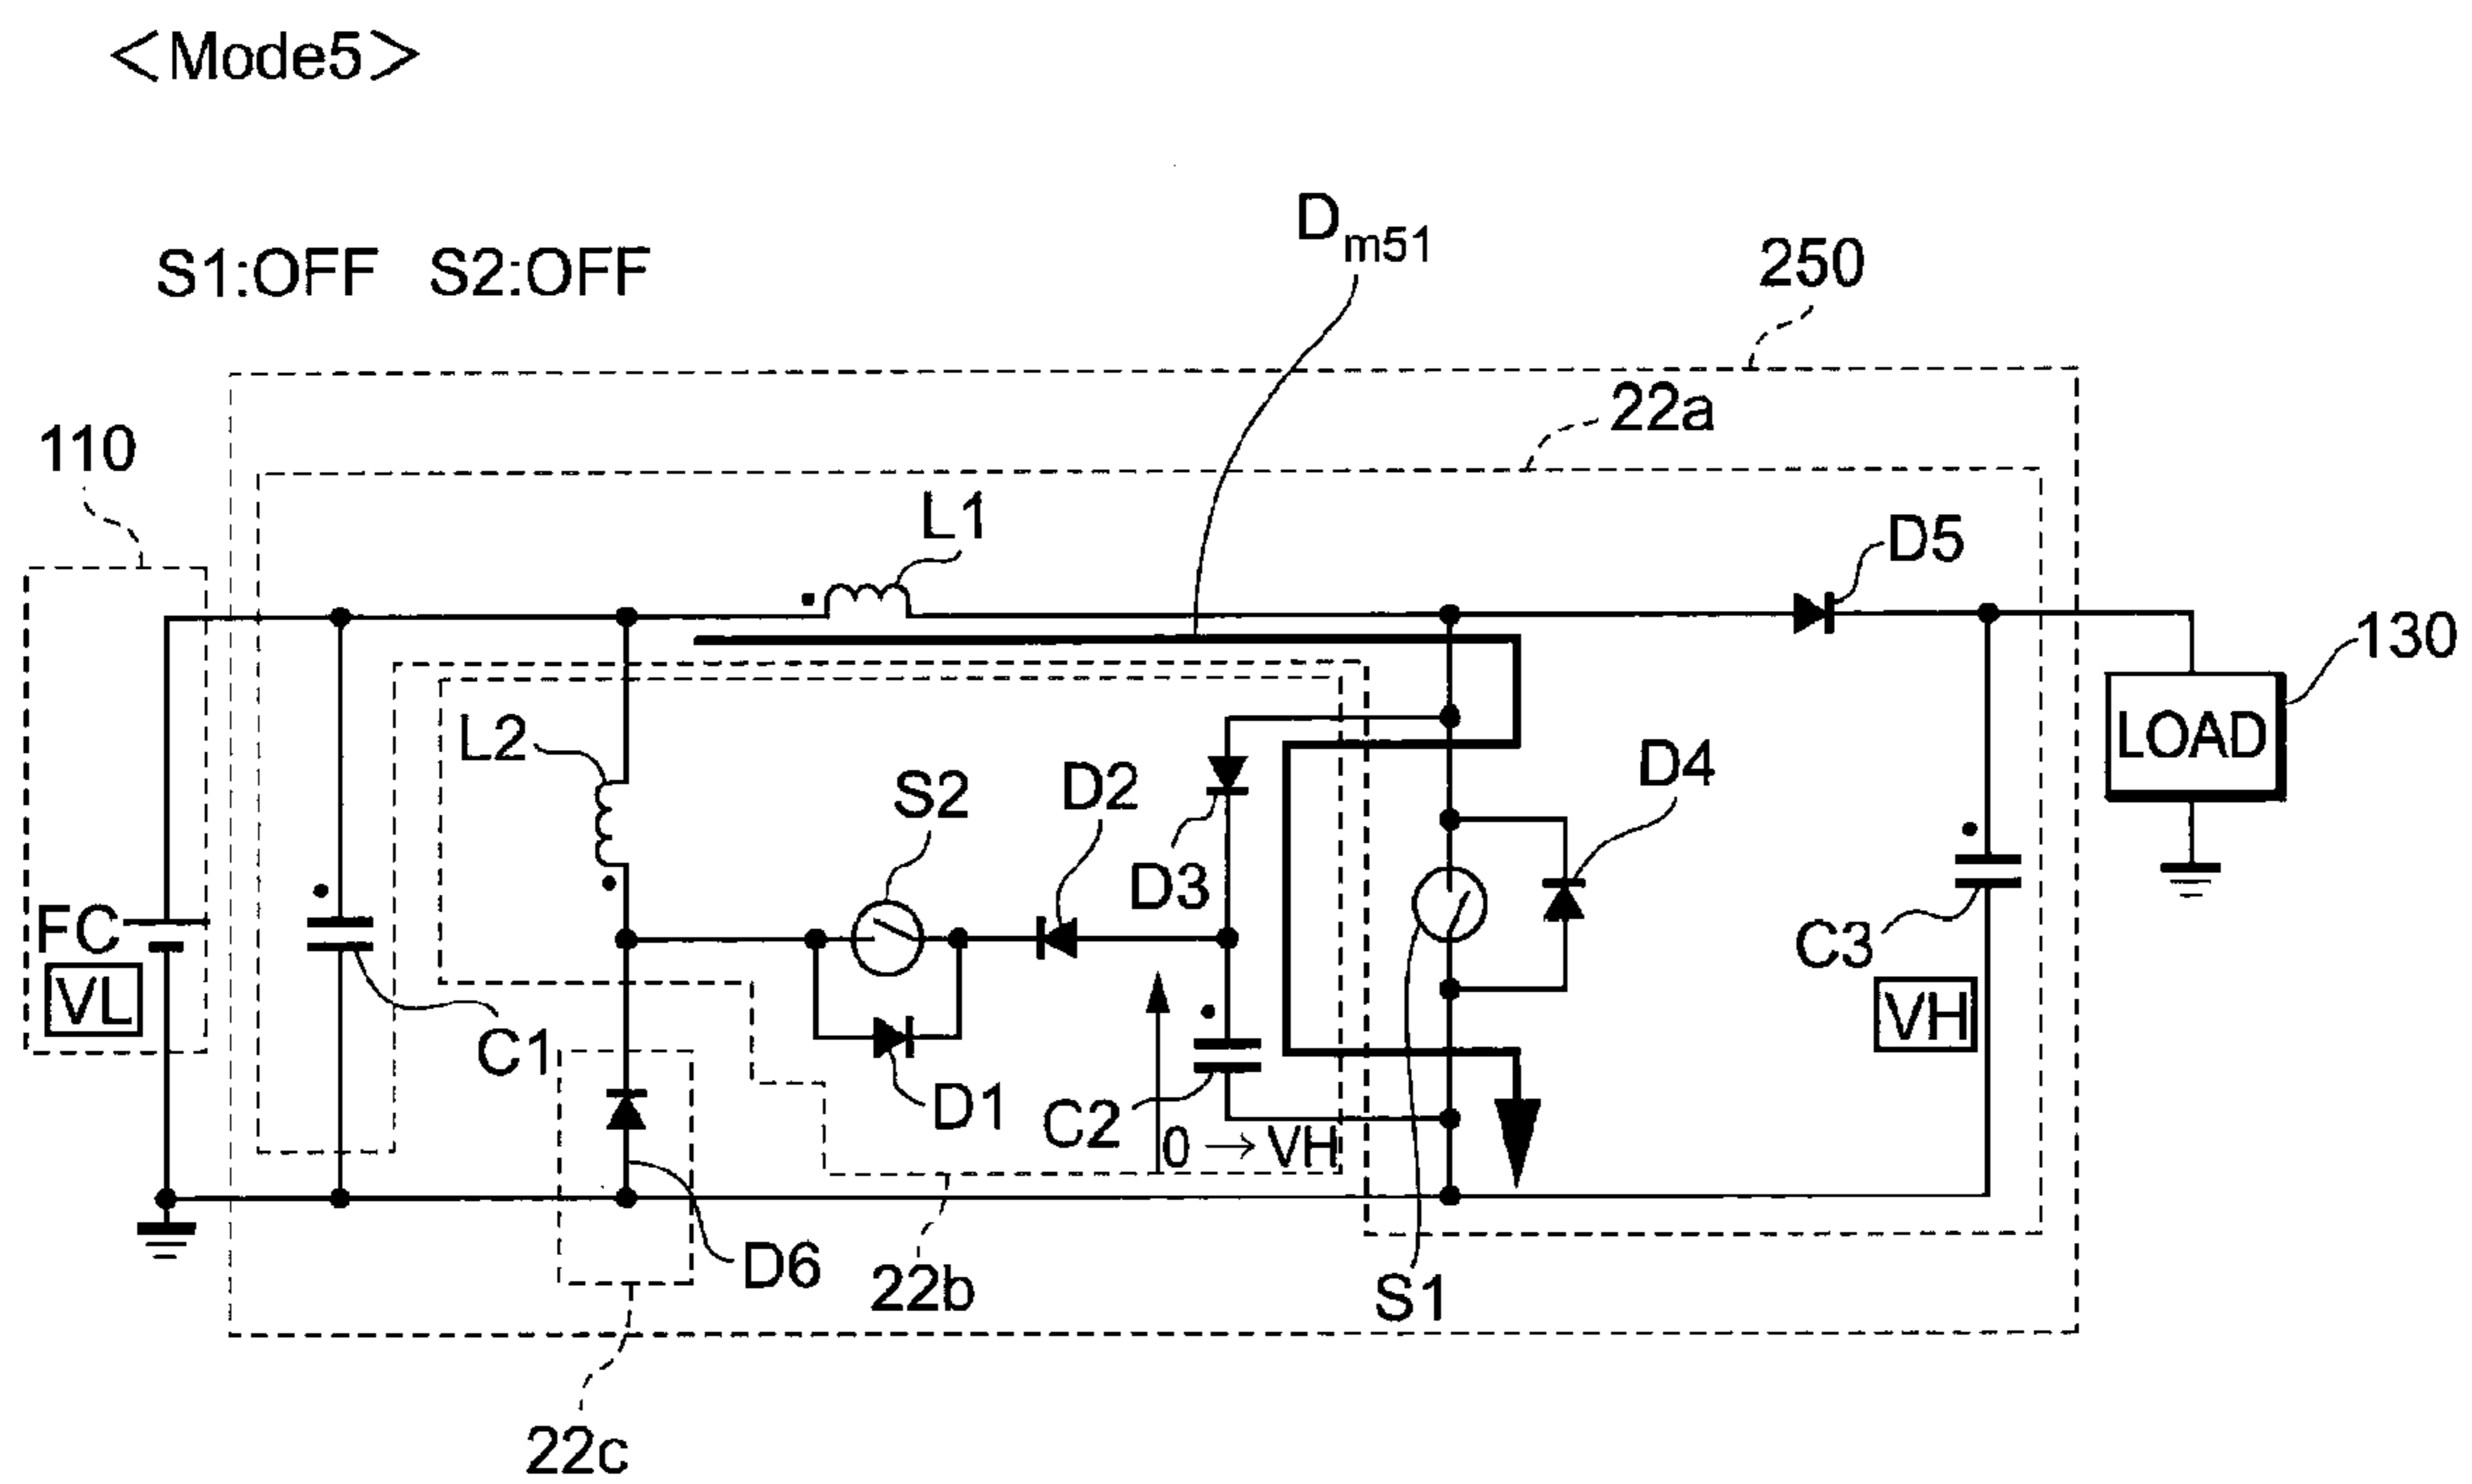 <Mode5>
Dm51
S1:OFF S2:OFF
250
22a
110
L1
D5
130
L2
LOAD
S2
D2
D4
D3
FC
C3
VL
VH
C1
D1
C2
0 → VH
D6
22b
S1
22c